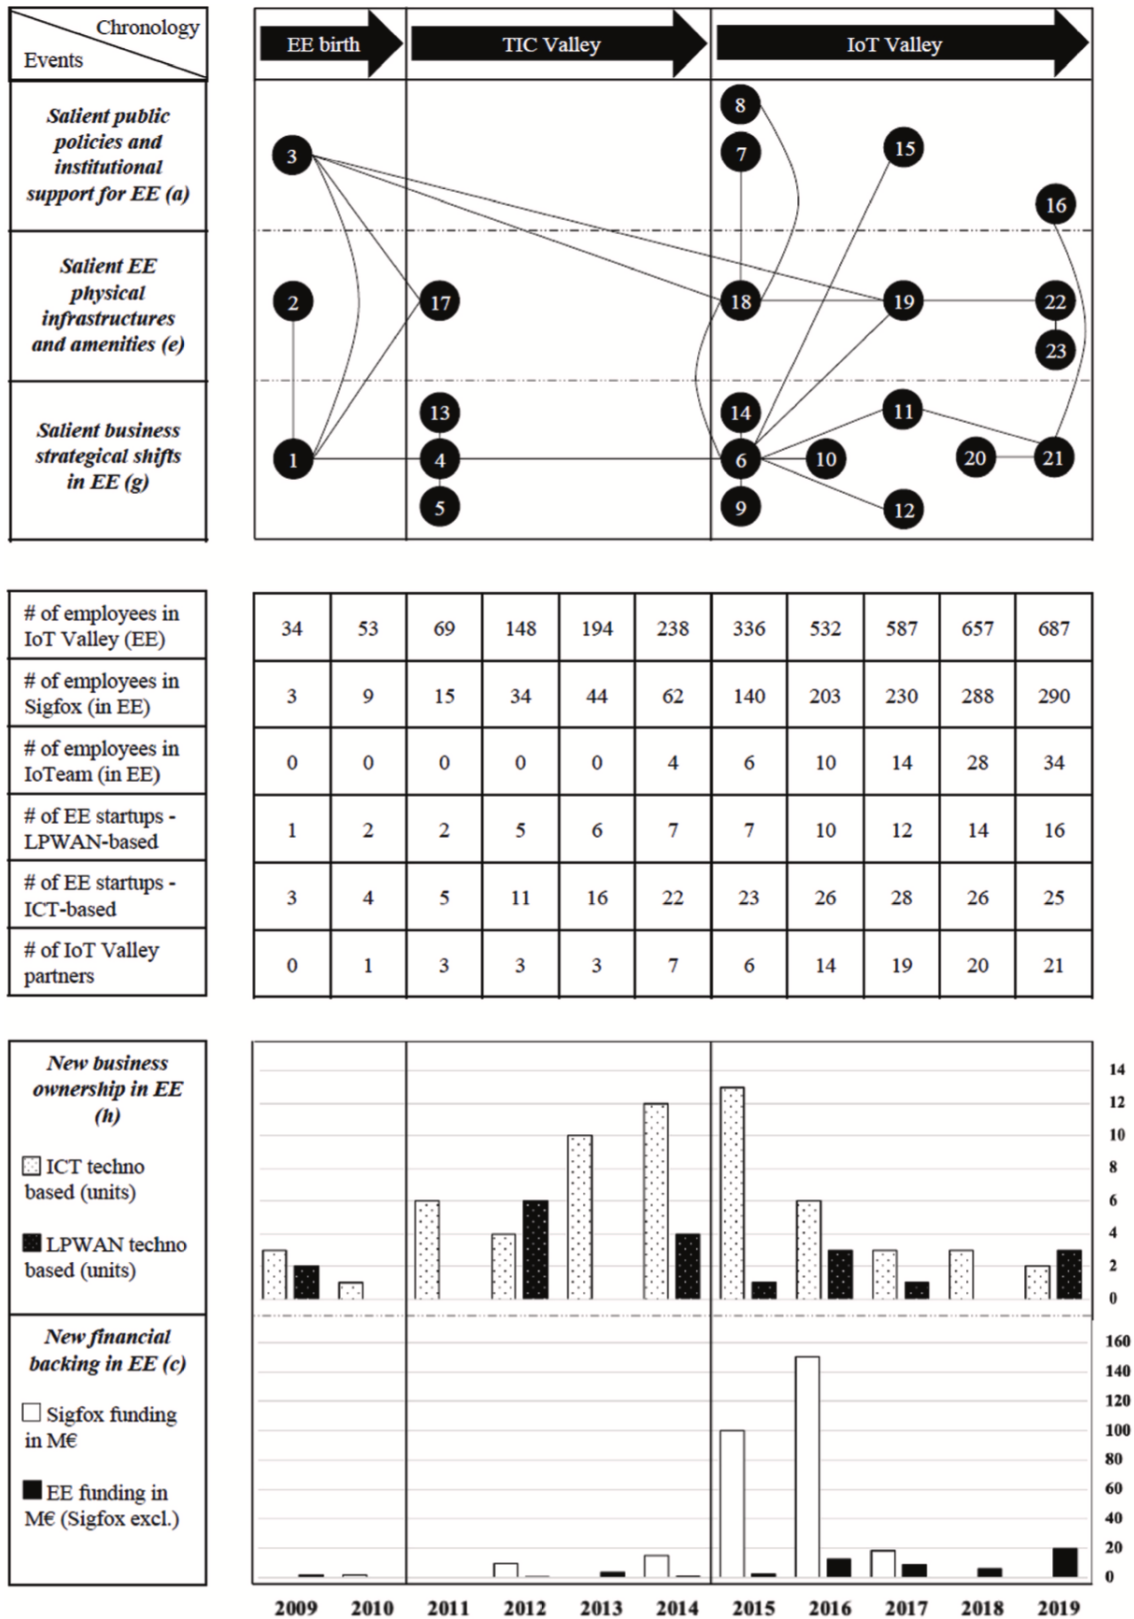 Chronology
Events
EE birth
TIC Valley
IoT Valley
Salient public
policies and
institutional
support for EE (a)
8
7
3
15
16
Salient EE
physical
infrastructures
and amenities (e)
2
17
18
19
22
23
Salient business
strategical shifts
in EE (g)
13
14
11
1
4
6
10
20
21
5
9
12
# of employees in
IoT Valley (EE)
34 53 69 148 194 238 336 532 587 657 687
# of employees in
Sigfox (in EE)
3 9 15 34 44 62 140 203 230 288 290
# of employees in
IoTeam (in EE)
0 0 0 0 0 4 6 10 14 28 34
# of EE startups -
LPWAN-based
1 2 2 5 6 7 7 10 12 14 16
# of EE startups -
ICT-based
3 4 5 11 16 22 23 26 28 26 25
# of IoT Valley
partners
0 1 3 3 3 7 6 14 19 20 21
New business
ownership in EE
(h)
ICT techno
based (units)
LPWAN techno
based (units)
14
12
10
8
6
4
2
0
New financial
backing in EE (c)
Sigfox funding
in M€
EE funding in
M€ (Sigfox excl.)
160
140
120
100
80
60
40
20
0
2009 2010 2011 2012 2013 2014 2015 2016 2017 2018 2019